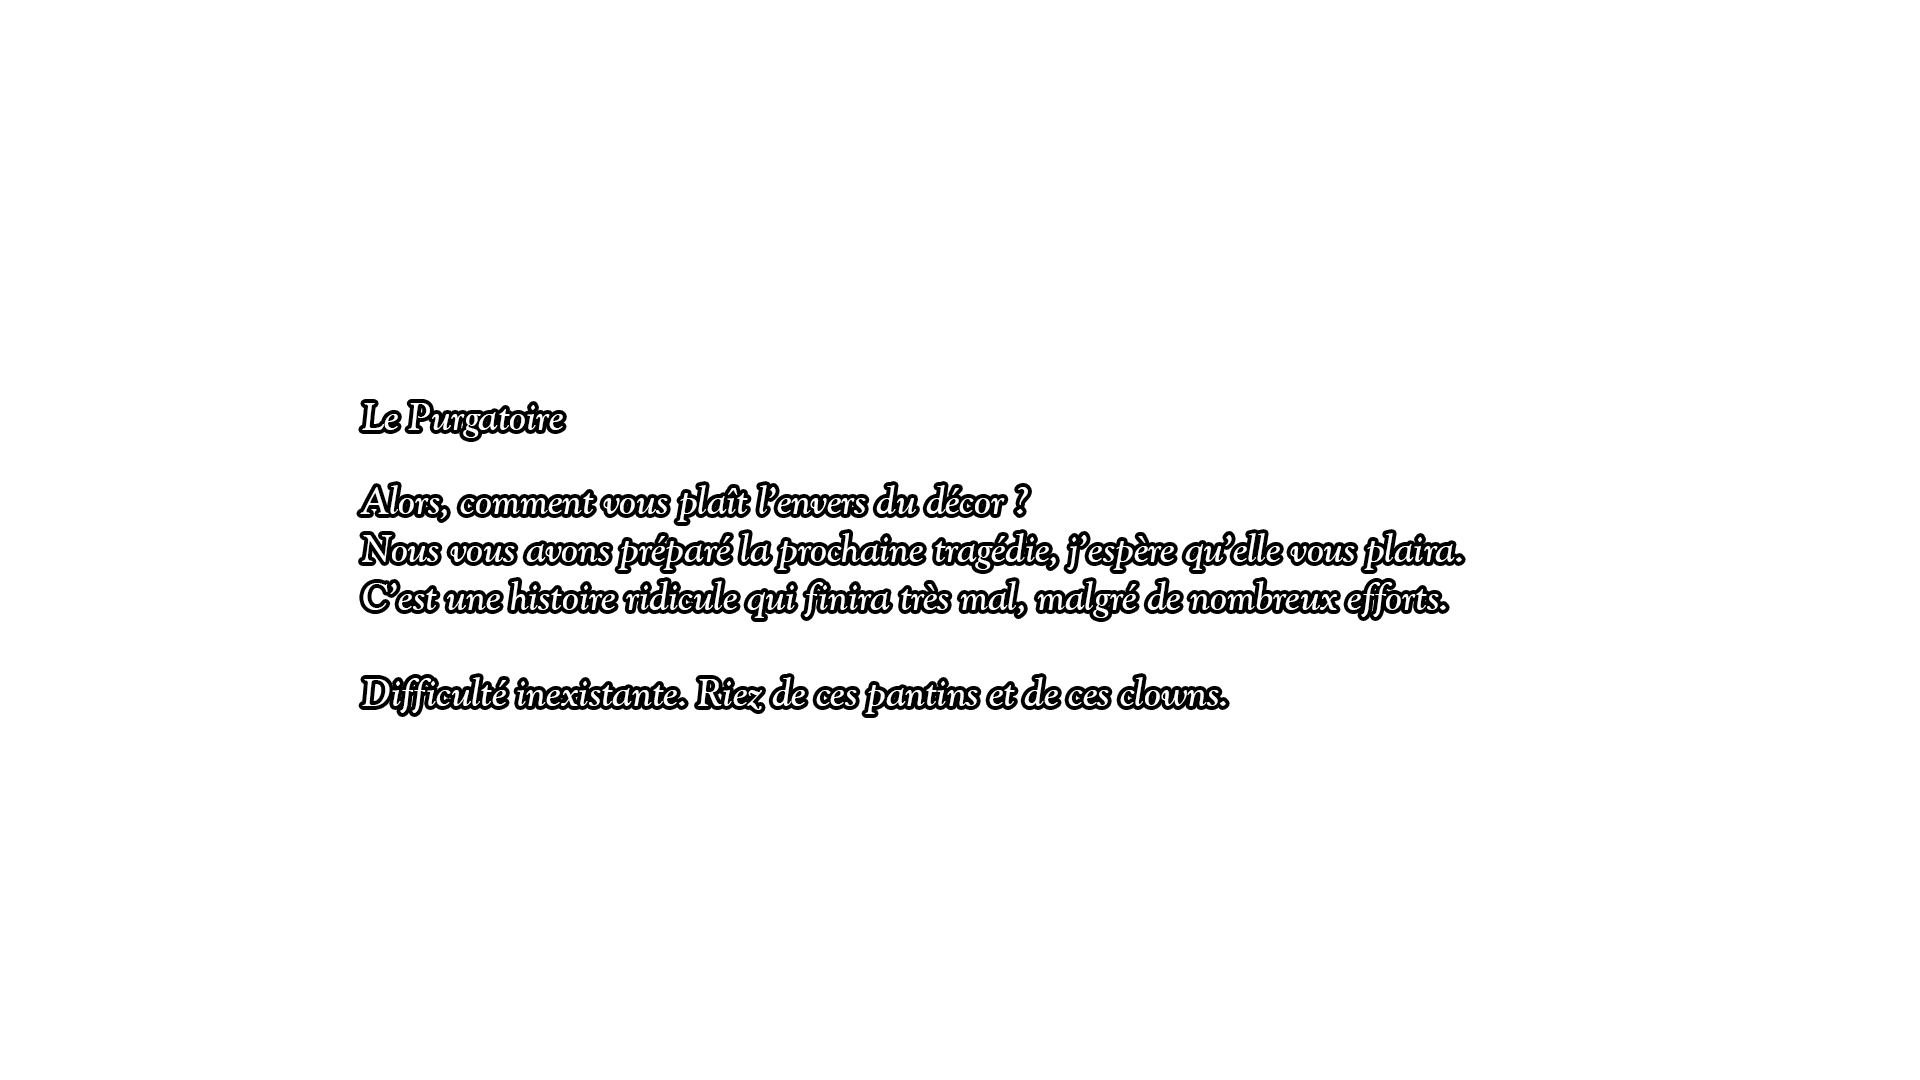 Le Purgatoire
Alors, comment vous plaît l’envers du décor ?
Nous vous avons préparé la prochaine tragédie, j’espère qu’elle vous plaira.
C’est une histoire ridicule qui finira très mal, malgré de nombreux efforts.
Difficulté inexistante. Riez de ces pantins et de ces clowns.